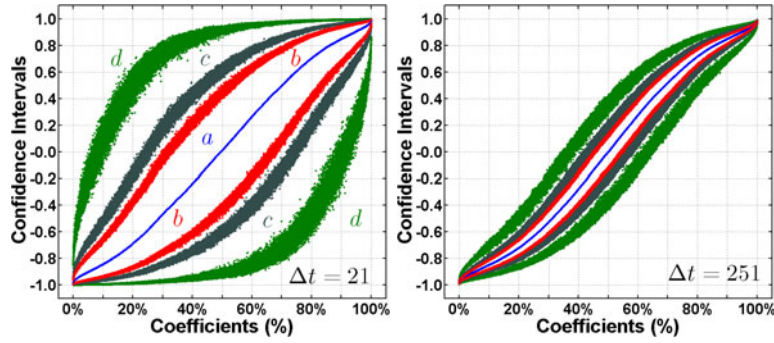 Confidence Intervals
1.0
0.8
0.6
0.4
0.2
-0.0
-0.2
-0.4
-0.6
-0.8
-1.0
d
c
b
a
b
c
d
Δt = 21
0%
20%
40%
60%
80%
100%
Coefficients (%)
Confidence Intervals
1.0
0.8
0.6
0.4
0.2
-0.0
-0.2
-0.4
-0.6
-0.8
-1.0
Δt = 251
0%
20%
40%
60%
80%
100%
Coefficients (%)